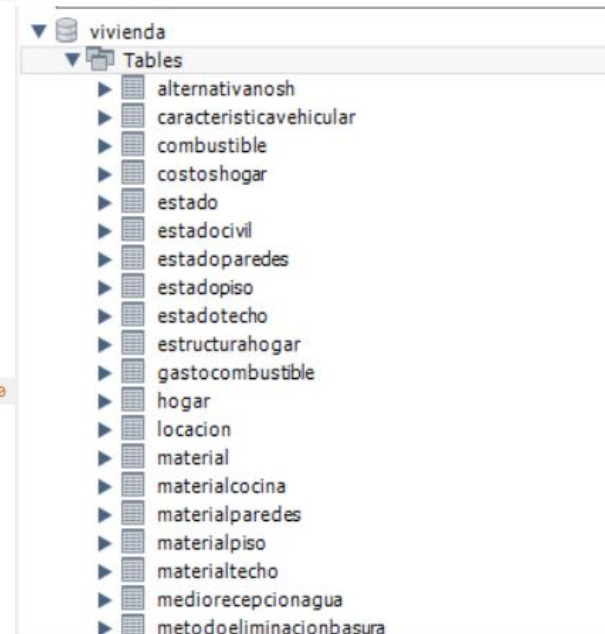 vivienda
Tables
alternativanosh
caracteristicavehicular
combustible
costoshogar
estado
estadocivil
estadoparedes
estadopiso
estadotecho
estructurahogar
gastocombustible
hogar
locacion
material
materialcocina
materialparedes
materialpiso
materialtecho
mediorecepcionagua
metodoeliminacionbasura